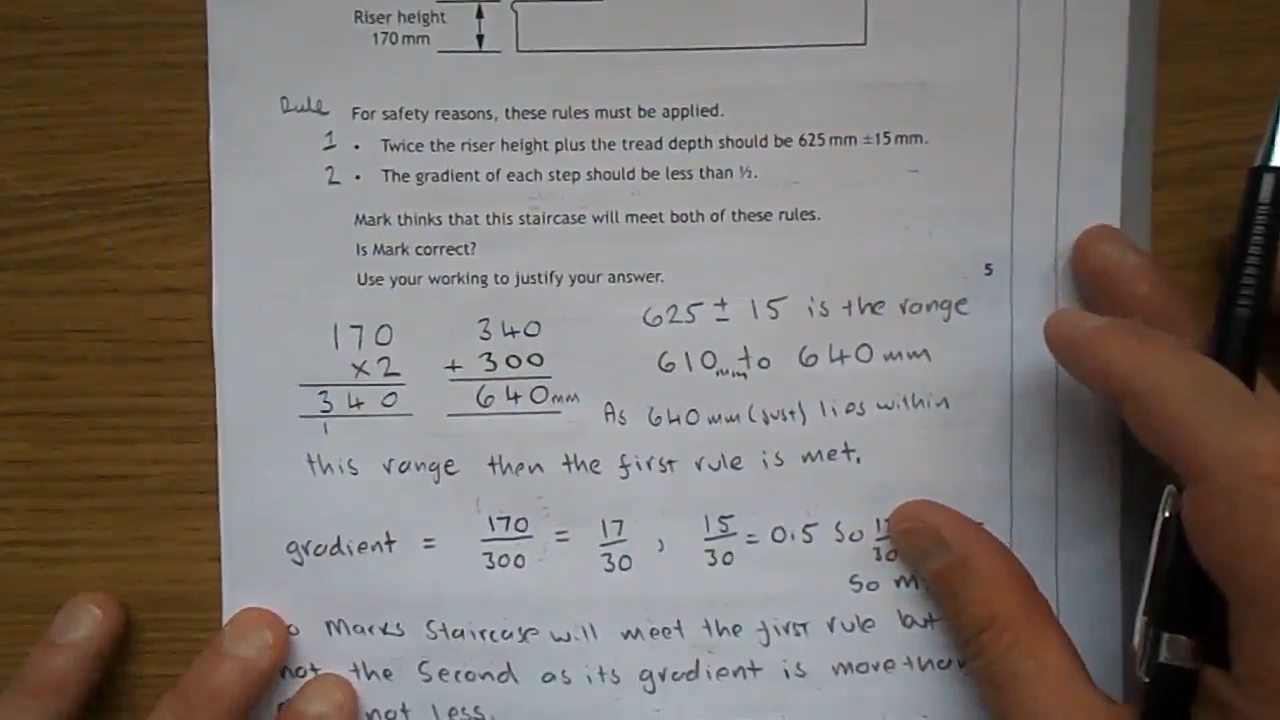 Riser height
170 mm
Rule For safety reasons, these rules must be applied.
1 • Twice the riser height plus the tread depth should be 625 mm ±15 mm.
2 • The gradient of each step should be less than ½.
Mark thinks that this staircase will meet both of these rules.
Is Mark correct?
Use your working to justify your answer.
5
170
×2
340
1
340
+ 300
640mm
625 ± 15 is the range
610mm to 640mm
As 640mm (just) lies within
this range then the first rule is met.
gradient = 170/300 = 17/30 , 15/30 = 0.5 so
30
so
Marks Staircase will meet the first rule but
not the Second as its gradient is more
not less.